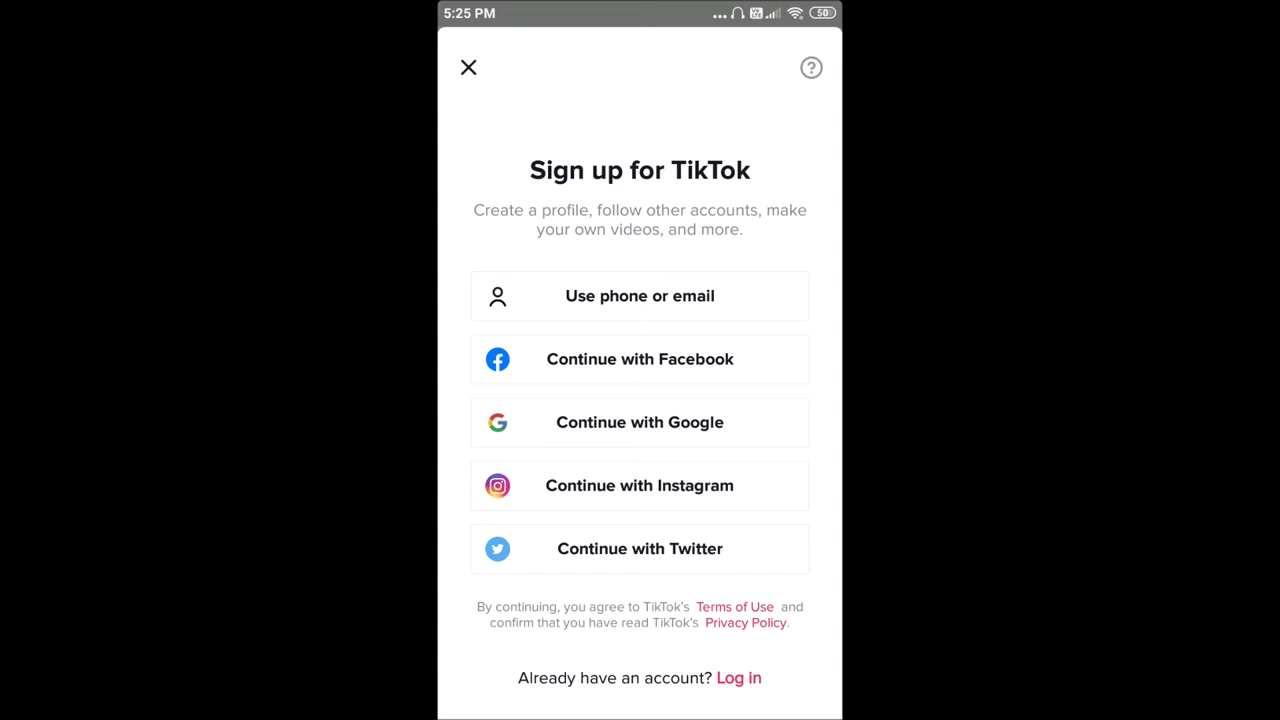 5:25 PM
50
Sign up for TikTok
Create a profile, follow other accounts, make
your own videos, and more.
Use phone or email
Continue with Facebook
Continue with Google
Continue with Instagram
Continue with Twitter
By continuing, you agree to TikTok's Terms of Use and
confirm that you have read TikTok's Privacy Policy.
Already have an account? Log in